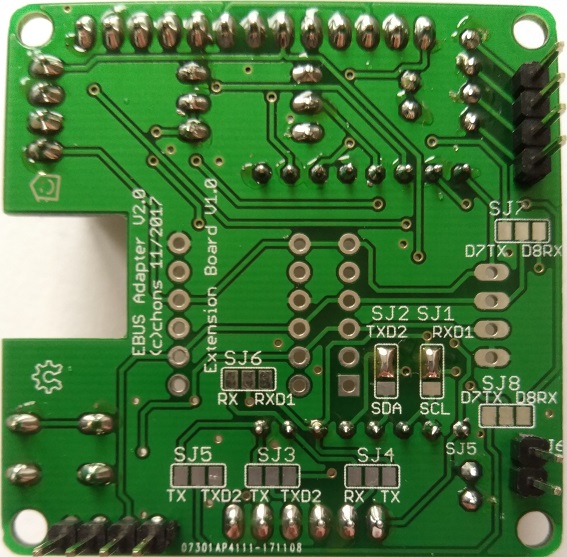 EBUS Adapter V2.0
(c)chons 11/2017
Extension Board V1.0
SJ7
D7TX D8RX
SJ2 SJ1
TXD2 RXD1
SDA SCL
SJ6
RX RXD1
SJ8
D7TX D8RX
SJ5
SJ5 SJ3 SJ4
TX TXD2 TX TXD2 RX TX
07301AP4111-171108